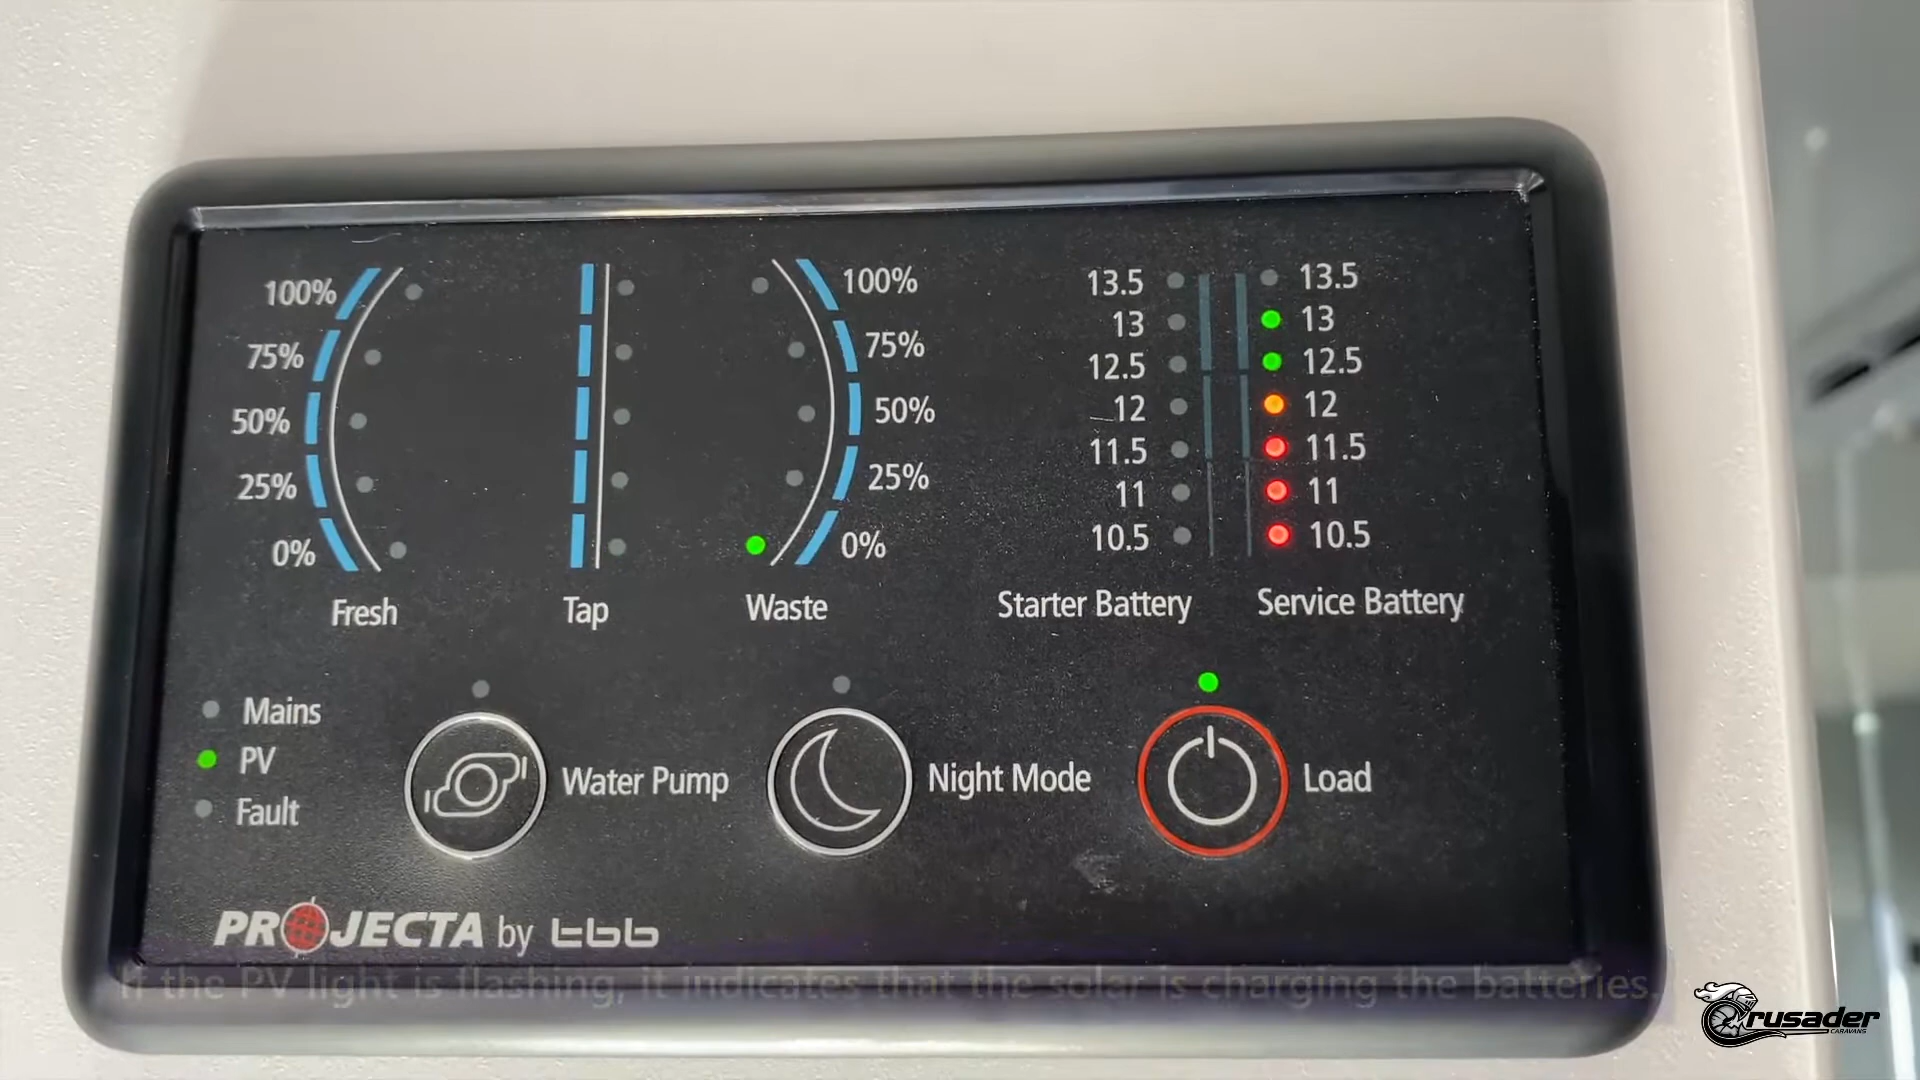 100%
75%
50%
25%
0%
Fresh
Tap
100%
75%
50%
25%
0%
Waste
13.5
13
12.5
12
11.5
11
10.5
Starter Battery
13.5
13
12.5
12
11.5
11
10.5
Service Battery
Mains
PV
Fault
Water Pump
Night Mode
Load
PROJECTA by tbb
If the PV light is flashing, it indicates that the solar is charging the batteries.
Crusader
CARAVANS